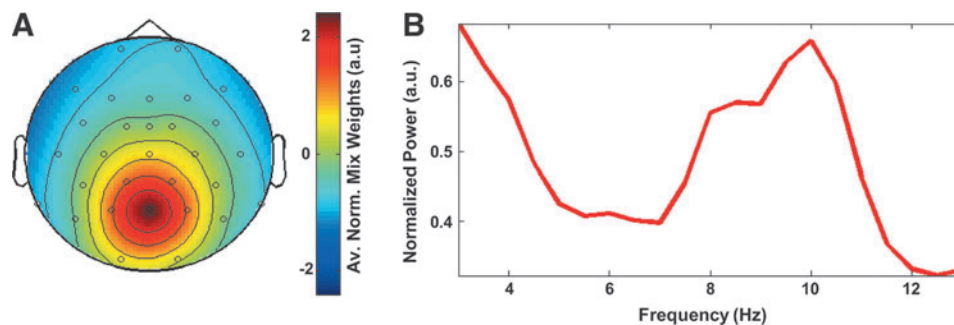 A
2
0
-2
Av. Norm. Mix Weights (a.u)
B
Normalized Power (a.u.)
0.6
0.5
0.4
4
6
8
10
12
Frequency (Hz)